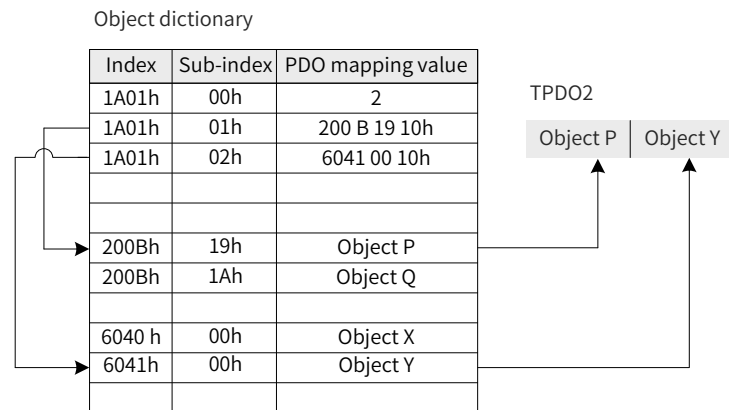 Object dictionary
Index Sub-index PDO mapping value
1A01h 00h 2
1A01h 01h 200 B 19 10h
1A01h 02h 6041 00 10h
200Bh 19h Object P
200Bh 1Ah Object Q
6040 h 00h Object X
6041h 00h Object Y
TPDO2
Object P Object Y